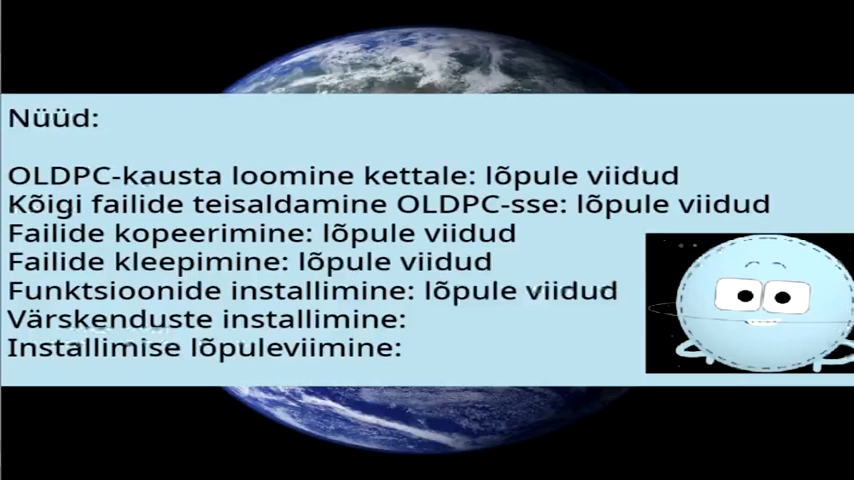 Nüüd:
OLDPC-kausta loomine kettale: lõpule viidud
Kõigi failide teisaldamine OLDPC-sse: lõpule viidud
Failide kopeerimine: lõpule viidud
Failide kleepimine: lõpule viidud
Funktsioonide installimine: lõpule viidud
Värskenduste installimine:
Installimise lõpuleviimine: